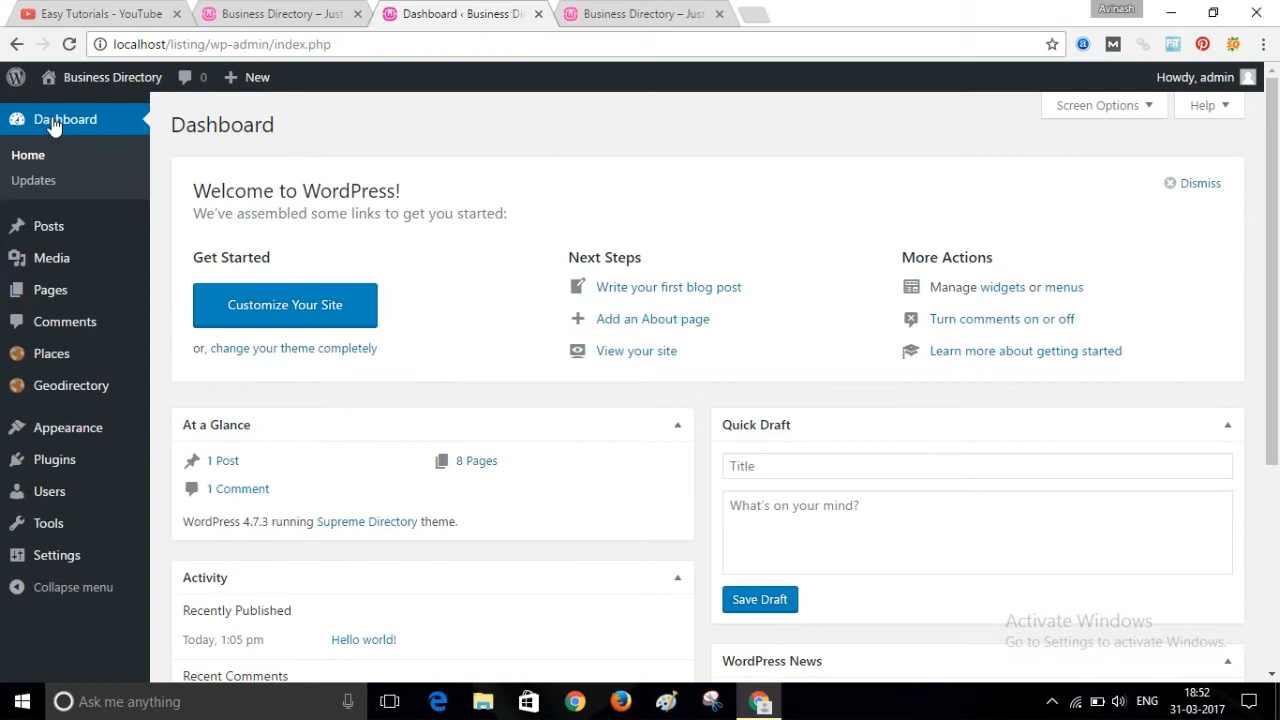 Easy Tutorials - YouTube
Business Directory – Just
Dashboard ‹ Business Di
Business Directory – Just
Avinash
localhost/listing/wp-admin/index.php
Business Directory 0 New Howdy, admin
Screen Options Help
Dashboard
Home
Updates
Posts
Media
Pages
Comments
Places
Geodirectory
Appearance
Plugins
Users
Tools
Settings
Collapse menu
Dashboard
Welcome to WordPress!
We've assembled some links to get you started:
Dismiss
Get Started
Customize Your Site
or, change your theme completely
Next Steps
Write your first blog post
Add an About page
View your site
More Actions
Manage widgets or menus
Turn comments on or off
Learn more about getting started
At a Glance
1 Post 8 Pages
1 Comment
WordPress 4.7.3 running Supreme Directory theme.
Activity
Recently Published
Today, 1:05 pm Hello world!
Recent Comments
Quick Draft
Title
What's on your mind?
Save Draft
WordPress News
Activate Windows
Go to Settings to activate Windows.
Ask me anything
ENG
18:52
31-03-2017